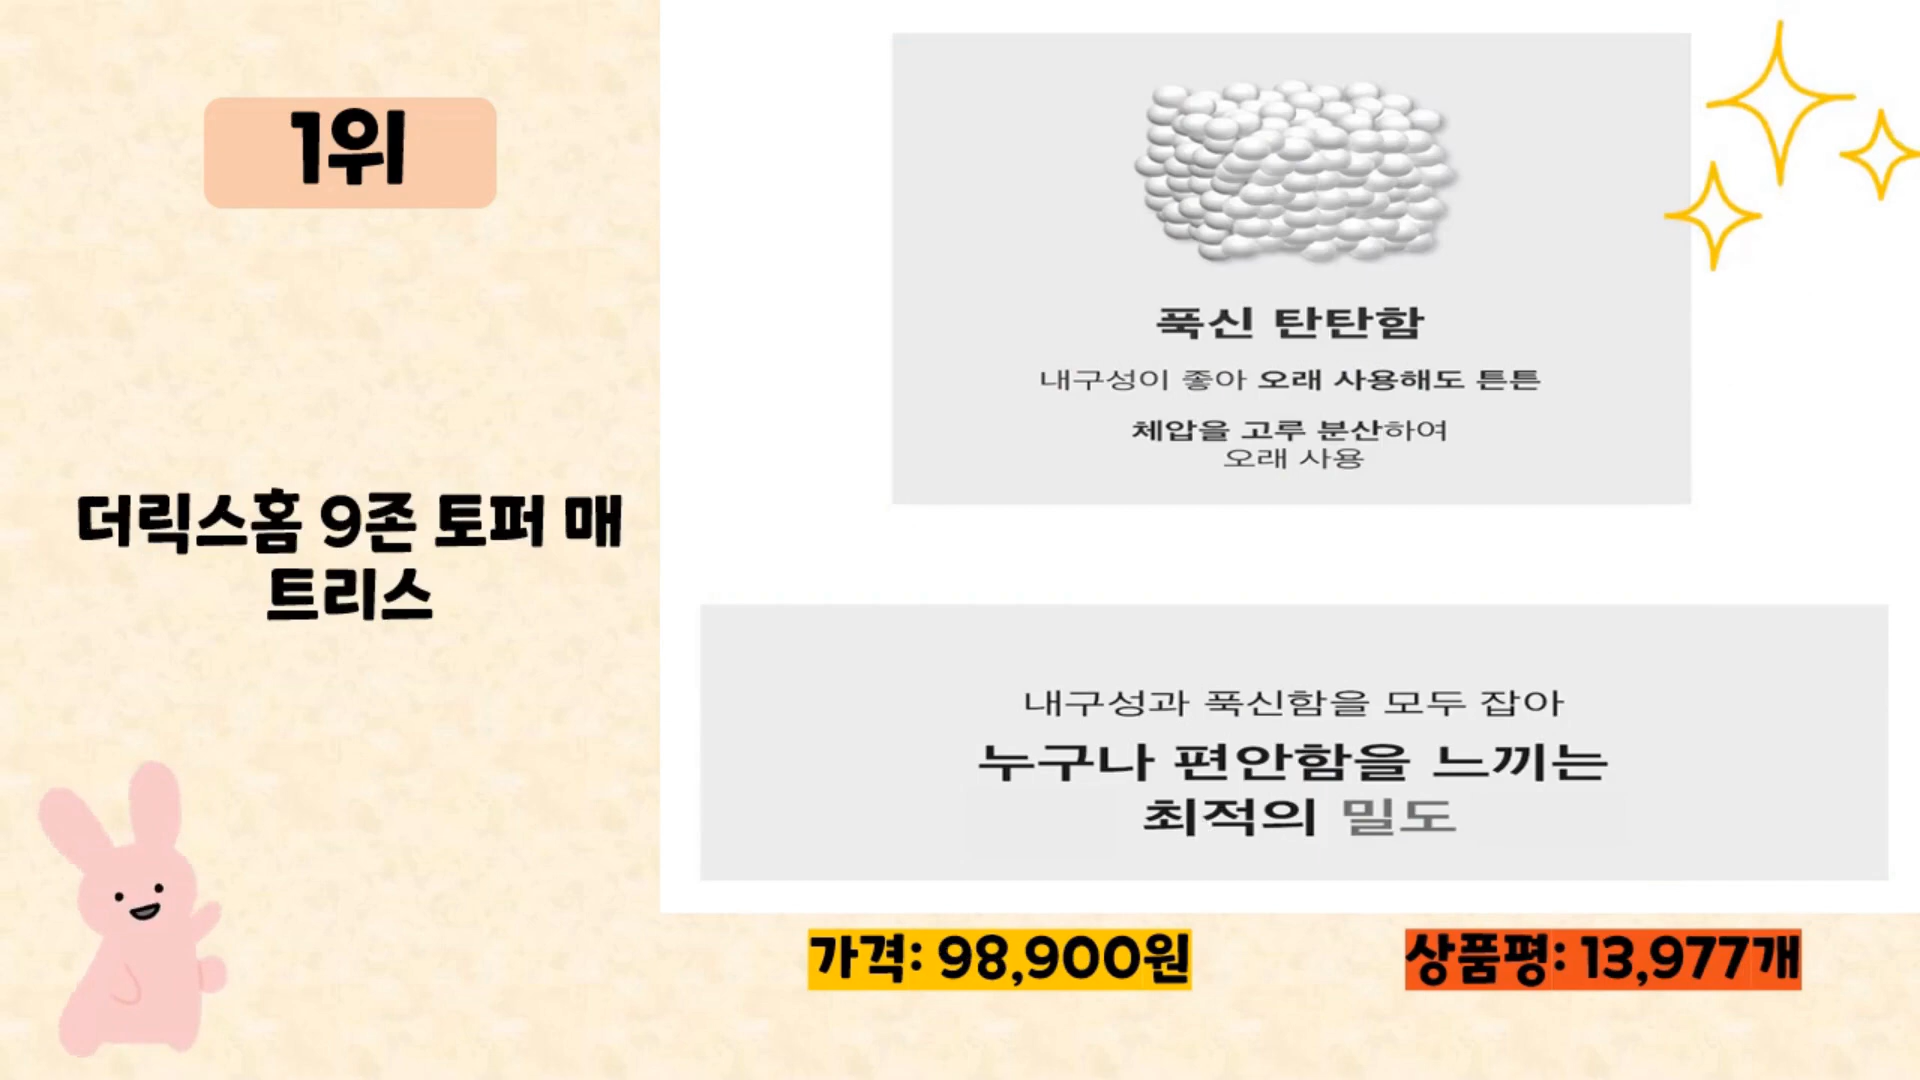 1위
더릭스홈 9존 토퍼 매
트리스
푹신 탄탄함
내구성이 좋아 오래 사용해도 튼튼
체압을 고루 분산하여
오래 사용
내구성과 푹신함을 모두 잡아
누구나 편안함을 느끼는
최적의 밀도
가격: 98,900원
상품평: 13,977개